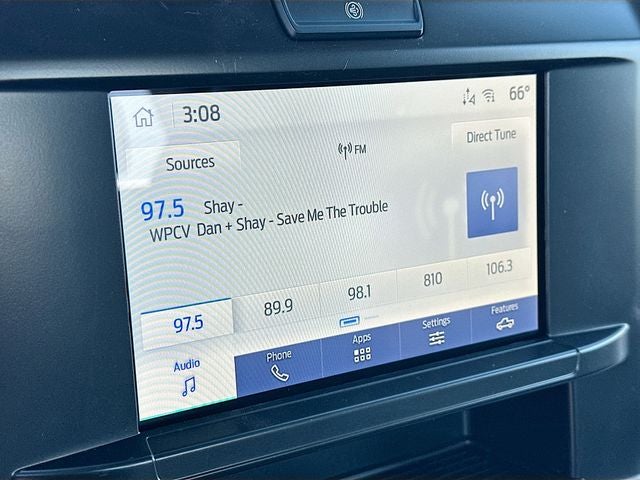 3:08
66°
Sources
FM
Direct Tune
97.5 Shay -
WPCV Dan + Shay - Save Me The Trouble
97.5 89.9 98.1 810 106.3
Audio Phone Apps Settings Features